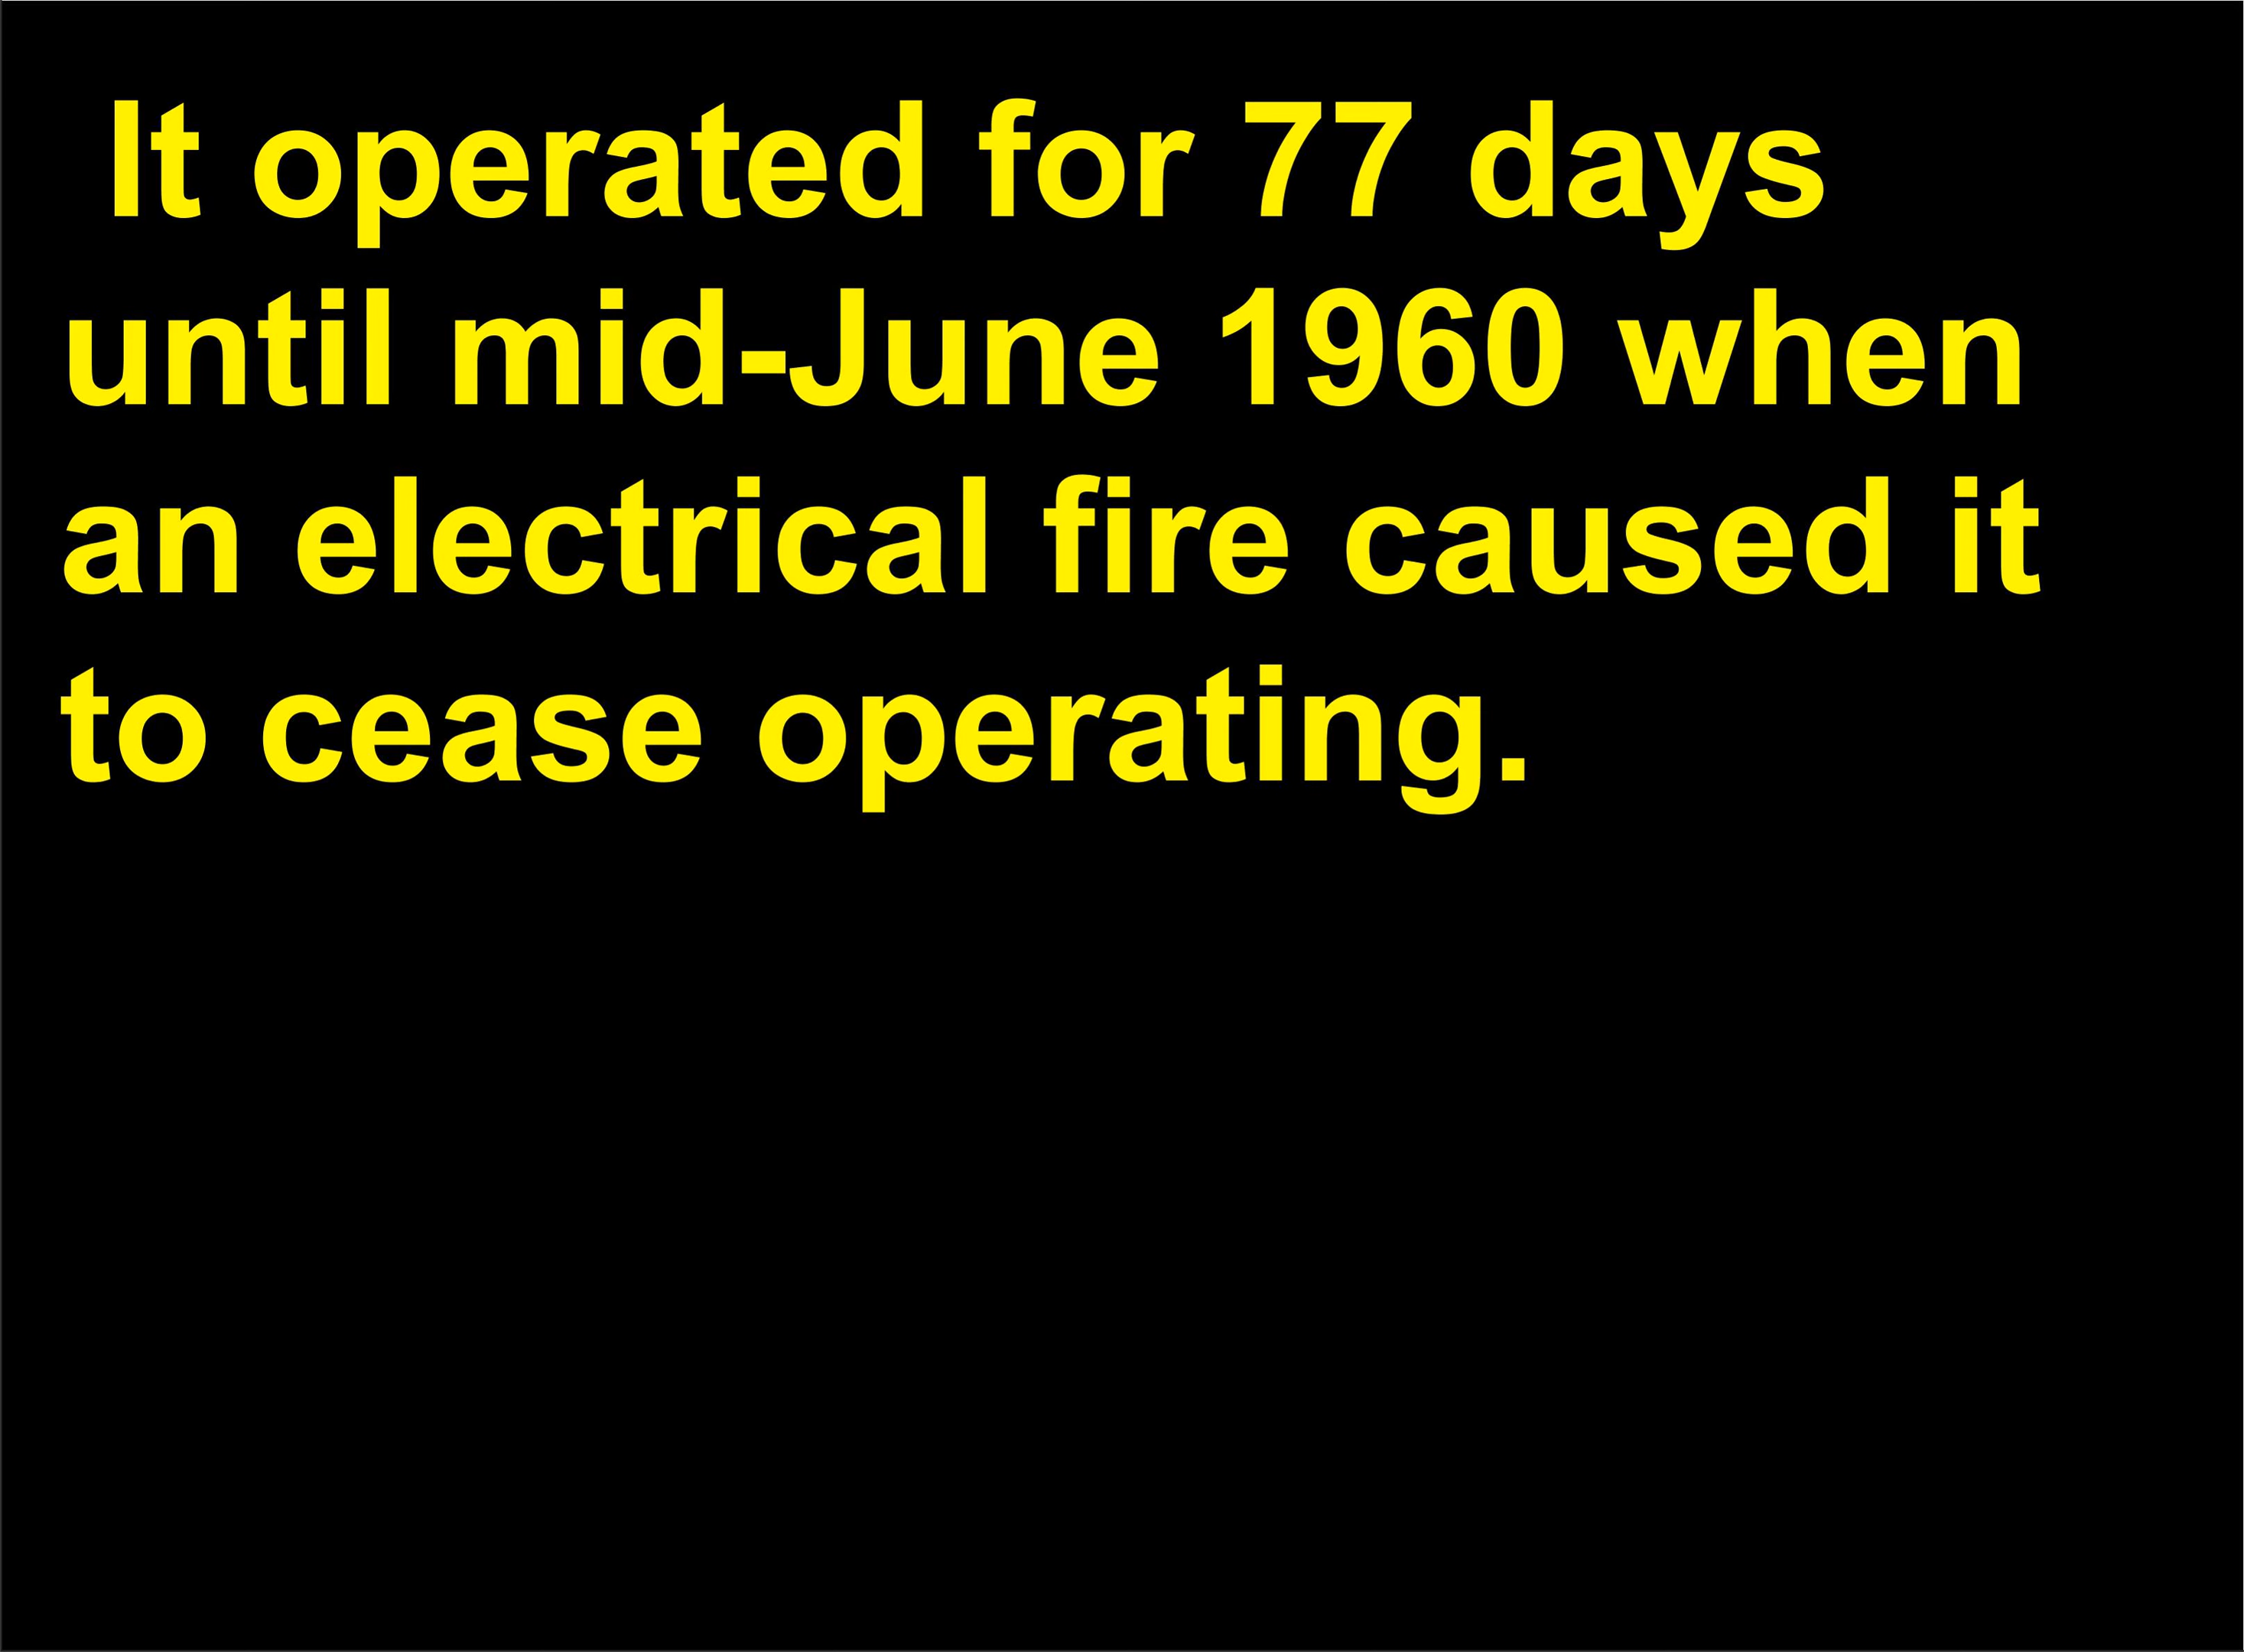 It operated for 77 days
until mid-June 1960 when
an electrical fire caused it
to cease operating.